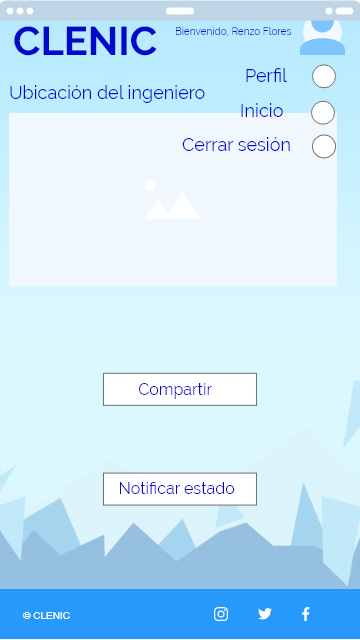 CLENIC
Bienvenido, Renzo Flores
Perfil
Ubicación del ingeniero
Inicio
Cerrar sesión
Compartir
Notificar estado
© CLENIC